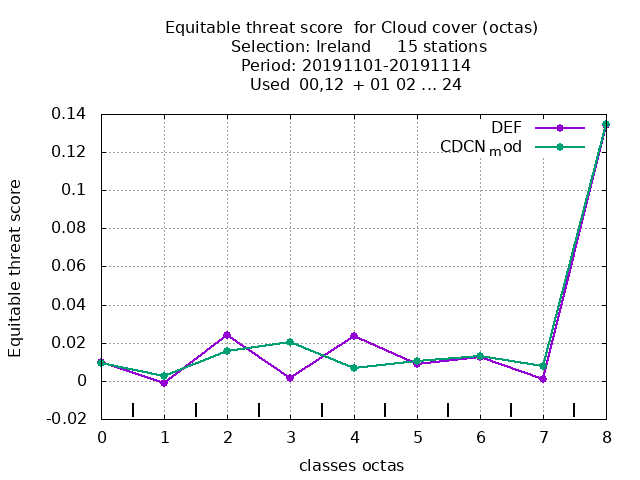 Equitable threat score  for Cloud cover (octas)
Selection: Ireland     15 stations
Period: 20191101-20191114
Used  00,12  + 01 02 ... 24
DEF
CDCNmod
0.14
0.12
0.1
0.08
0.06
0.04
0.02
0
-0.02
Equitable threat score
0 1 2 3 4 5 6 7 8
classes octas